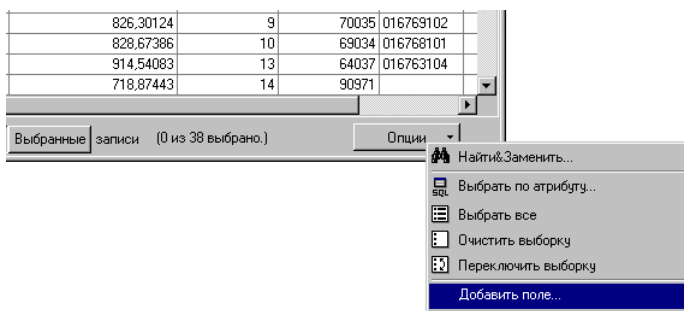 826,30124 9 70035 016769102
828,67386 10 69034 016768101
914,54083 13 64037 016763104
718,87443 14 90971
Выбранные записи (0 из 38 выбрано.) Опции
Найти&Заменить...
SQL Выбрать по атрибуту...
Выбрать все
Очистить выборку
Переключить выборку
Добавить поле...